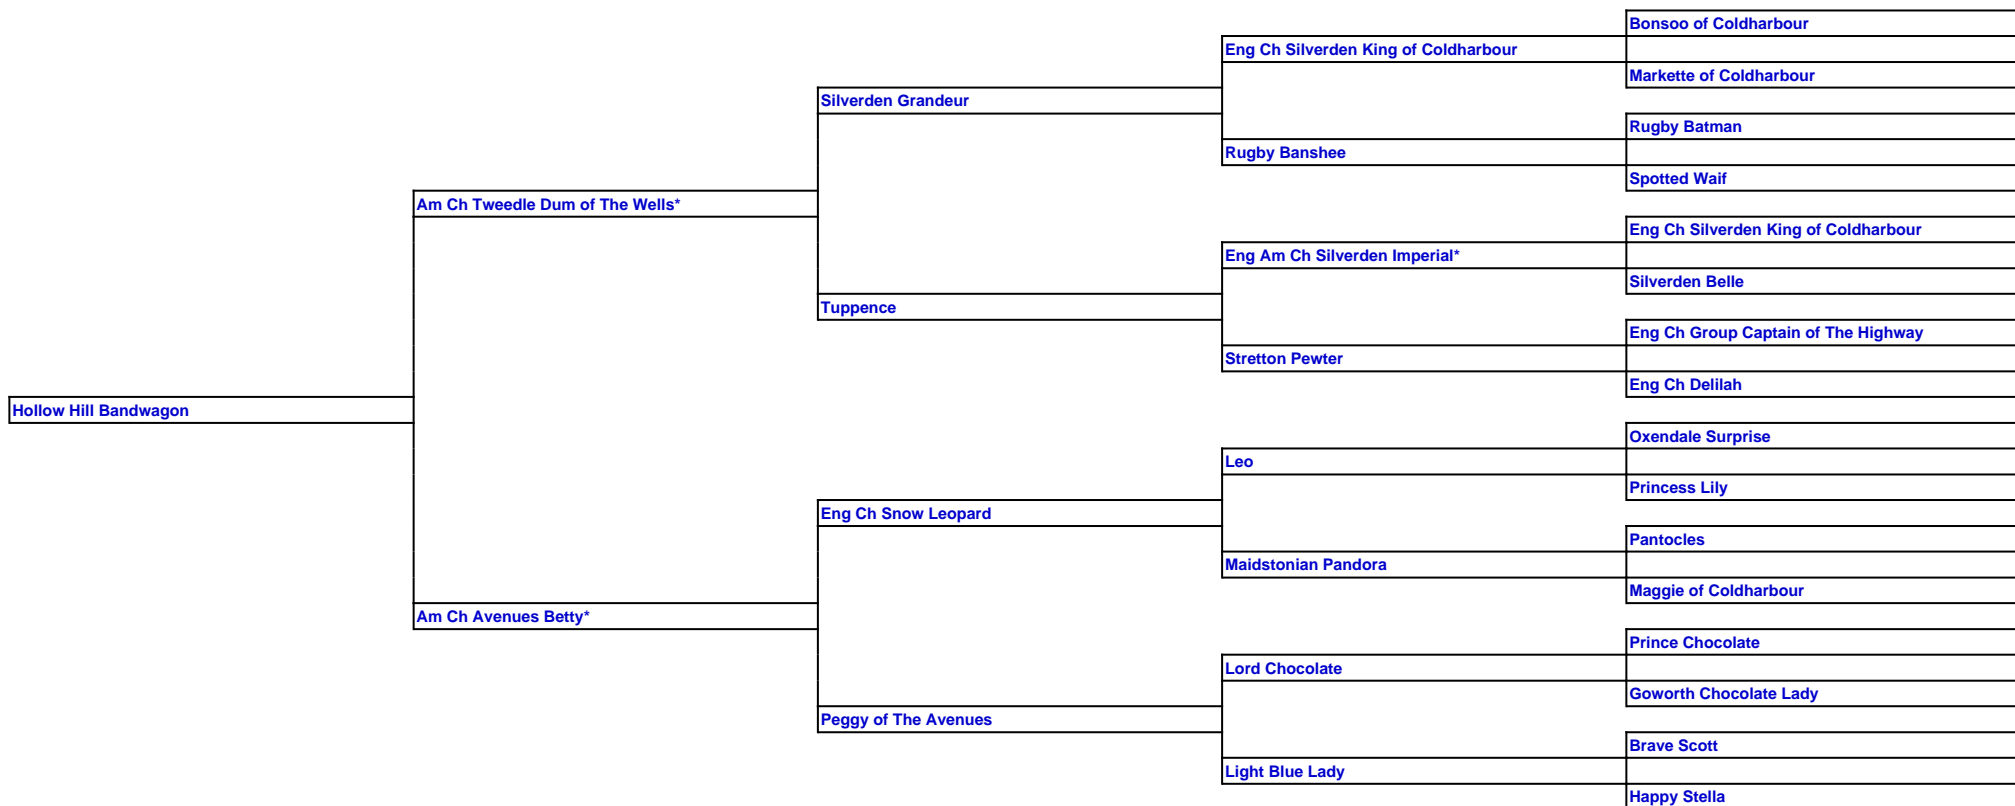 Bonsoo of Coldharbour
Eng Ch Silverden King of Coldharbour
Markette of Coldharbour
Silverden Grandeur
Rugby Batman
Rugby Banshee
Spotted Waif
Am Ch Tweedle Dum of The Wells*
Eng Ch Silverden King of Coldharbour
Eng Am Ch Silverden Imperial*
Silverden Belle
Tuppence
Eng Ch Group Captain of The Highway
Stretton Pewter
Eng Ch Delilah
Hollow Hill Bandwagon
Oxendale Surprise
Leo
Princess Lily
Eng Ch Snow Leopard
Pantocles
Maidstonian Pandora
Maggie of Coldharbour
Am Ch Avenues Betty*
Prince Chocolate
Lord Chocolate
Goworth Chocolate Lady
Peggy of The Avenues
Brave Scott
Light Blue Lady
Happy Stella